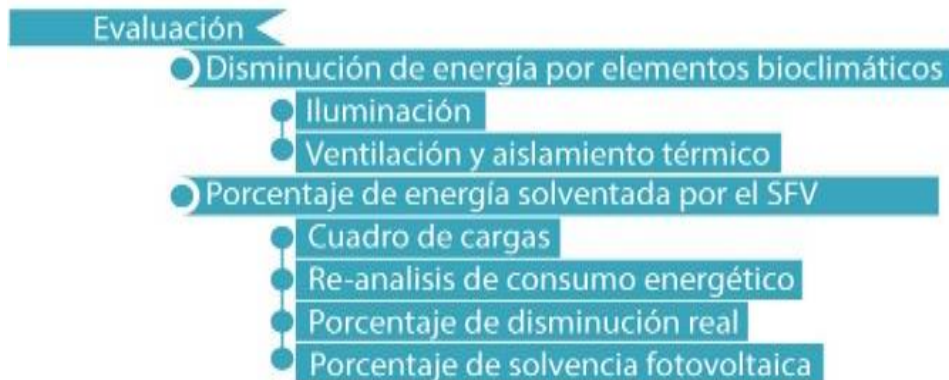 Evaluación
Disminución de energía por elementos bioclimáticos
Iluminación
Ventilación y aislamiento térmico
Porcentaje de energía solventada por el SFV
Cuadro de cargas
Re-analisis de consumo energético
Porcentaje de disminución real
Porcentaje de solvencia fotovoltaica